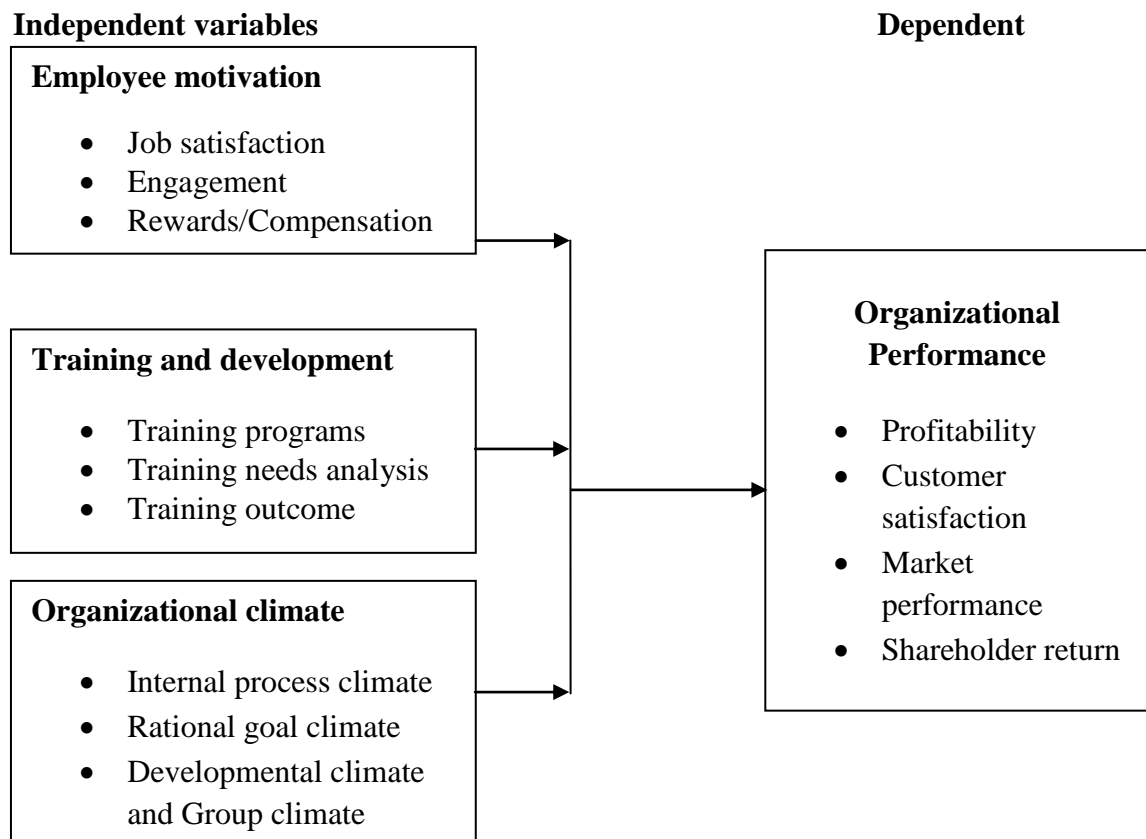 Independent variables
Dependent
Employee motivation
• Job satisfaction
• Engagement
• Rewards/Compensation
Training and development
• Training programs
• Training needs analysis
• Training outcome
Organizational climate
• Internal process climate
• Rational goal climate
• Developmental climate
and Group climate
Organizational
Performance
• Profitability
• Customer
satisfaction
• Market
performance
• Shareholder return